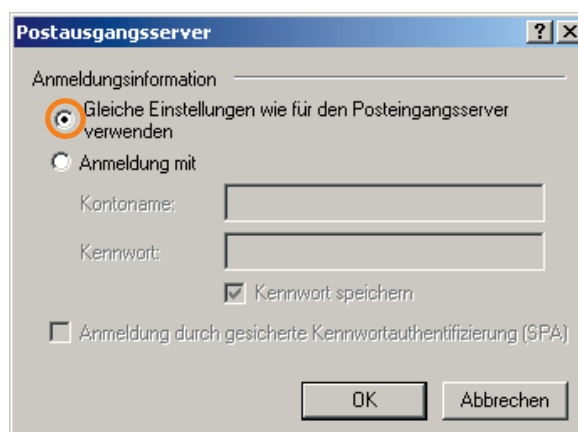 Postausgangsserver
Anmeldungsinformation
Gleiche Einstellungen wie für den Posteingangsserver
verwenden
Anmeldung mit
Kontoname:
Kennwort:
Kennwort speichern
Anmeldung durch gesicherte Kennwortauthentifizierung (SPA)
OK Abbrechen